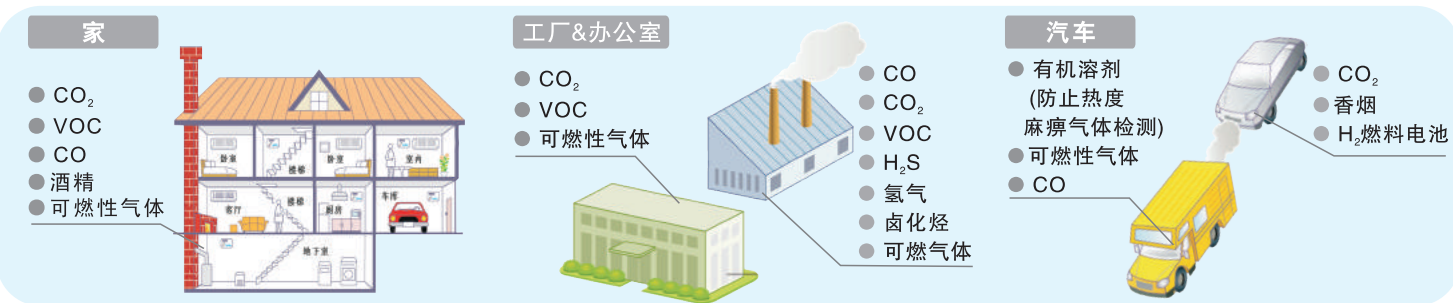 家
CO₂
VOC
CO
酒精
可燃性气体
卧室
楼梯
卧室
室内
客厅
楼梯
厨房
车库
地下室
工厂&办公室
CO₂
VOC
可燃性气体
CO
CO₂
VOC
H₂S
氢气
卤化烃
可燃气体
汽车
有机溶剂
(防止热度
麻痹气体检测)
可燃性气体
CO
CO₂
香烟
H₂燃料电池